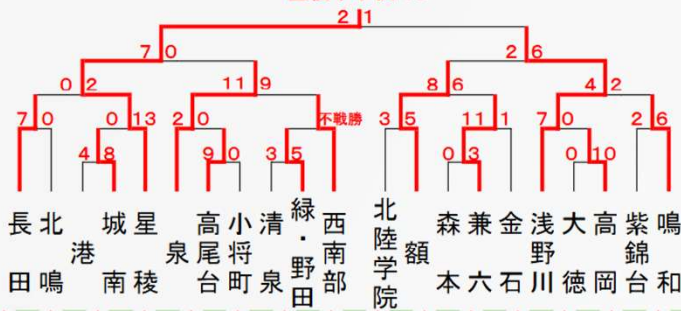 2 1
7 0 2 6
0 2 11 9 8 6 4 2
7 0 0 13 2 0 不戦勝 3 5 11 1 7 0 2 6
4 8 9 0 3 5 0 3 0 10
長田
北鳴
港
城南
星稜
泉
高尾台
小将町
清泉
緑・野田
西南部
北陸学院
額
森本
兼六
金石
浅野川
大徳
高岡
紫錦台
鳴和